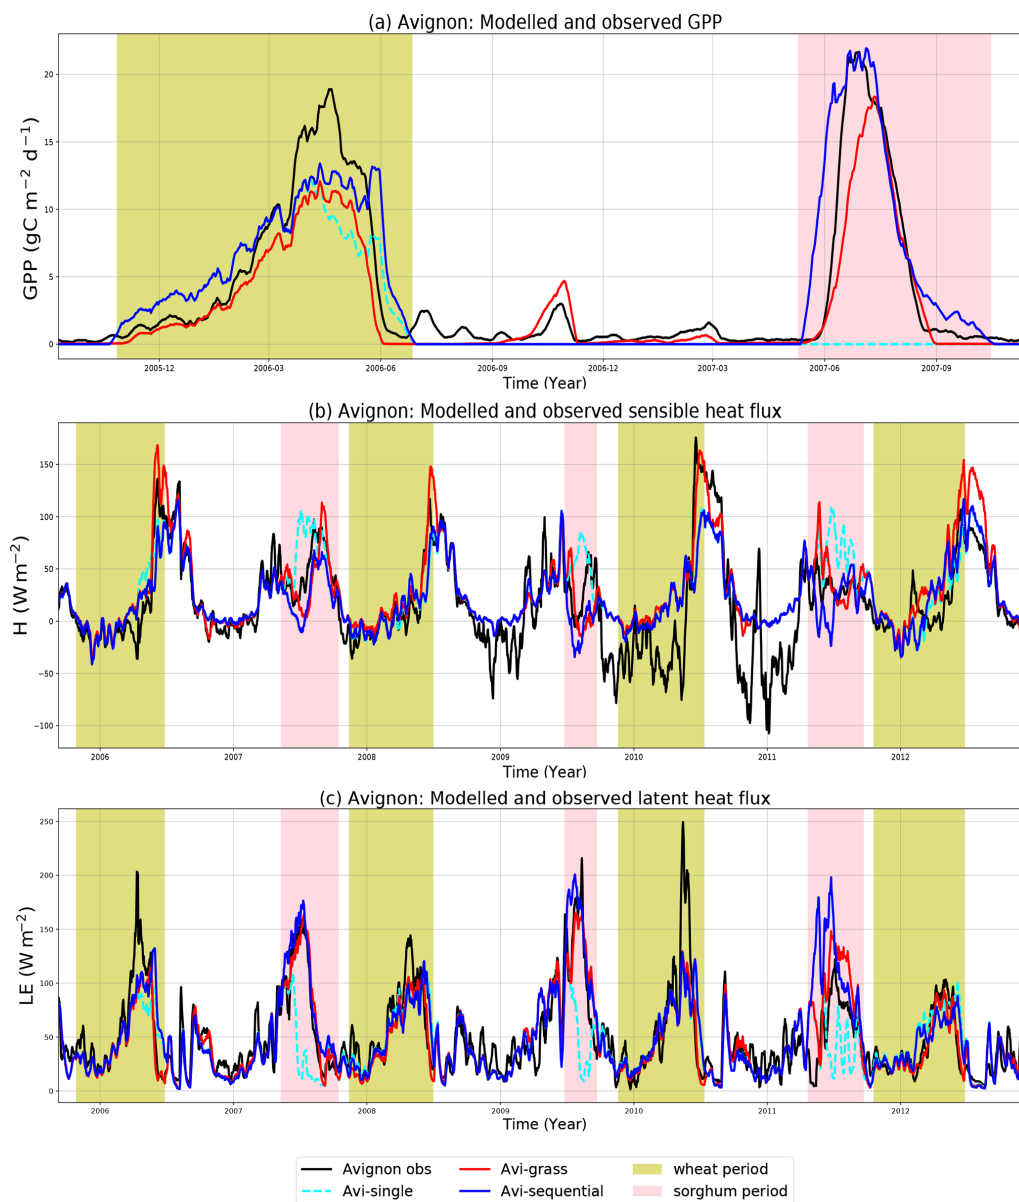 (a) Avignon: Modelled and observed GPP
GPP (gC m⁻² d⁻¹)
20
15
10
5
0
2005-12 2006-03 2006-06 2006-09 2006-12 2007-03 2007-06 2007-09
Time (Year)
(b) Avignon: Modelled and observed sensible heat flux
H (W m⁻²)
150
100
50
0
−50
−100
2006 2007 2008 2009 2010 2011 2012
Time (Year)
(c) Avignon: Modelled and observed latent heat flux
LE (W m⁻²)
250
200
150
100
50
0
2006 2007 2008 2009 2010 2011 2012
Time (Year)
Avignon obs Avi-grass wheat period
Avi-single Avi-sequential sorghum period